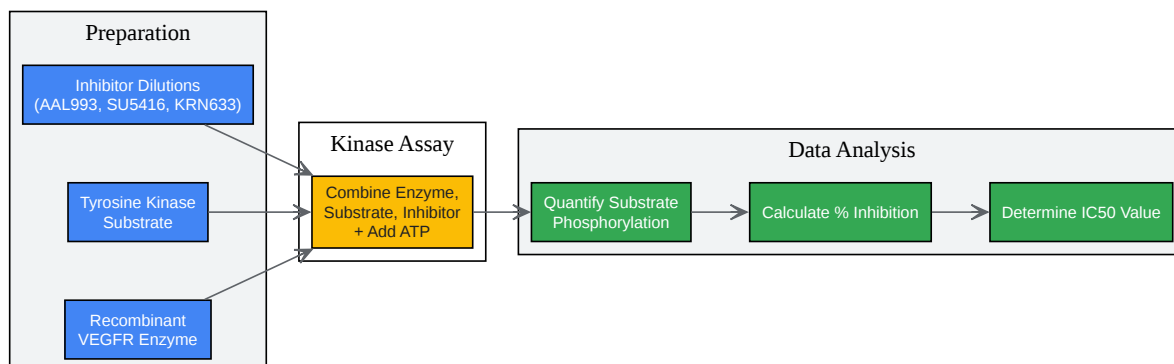 Preparation
Inhibitor Dilutions
(AAL993, SU5416, KRN633)
Tyrosine Kinase
Substrate
Recombinant
VEGFR Enzyme
Kinase Assay
Combine Enzyme,
Substrate, Inhibitor
+ Add ATP
Data Analysis
Quantify Substrate
Phosphorylation
Calculate % Inhibition
Determine IC50 Value